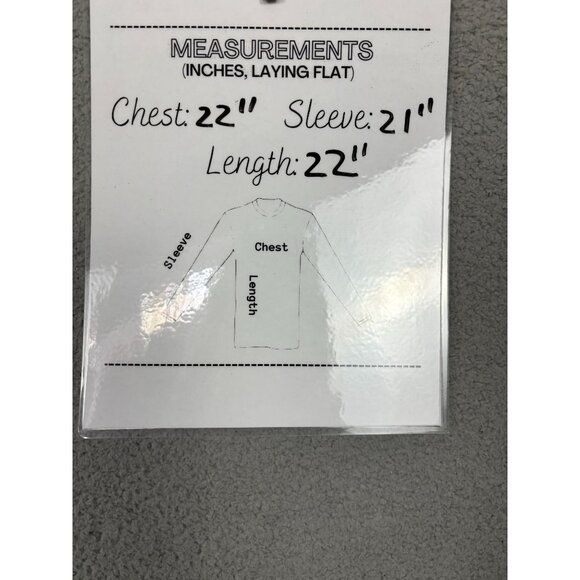 MEASUREMENTS
(INCHES, LAYING FLAT)
Chest: 22" Sleeve: 21"
Length: 22"
Sleeve
Chest
Length